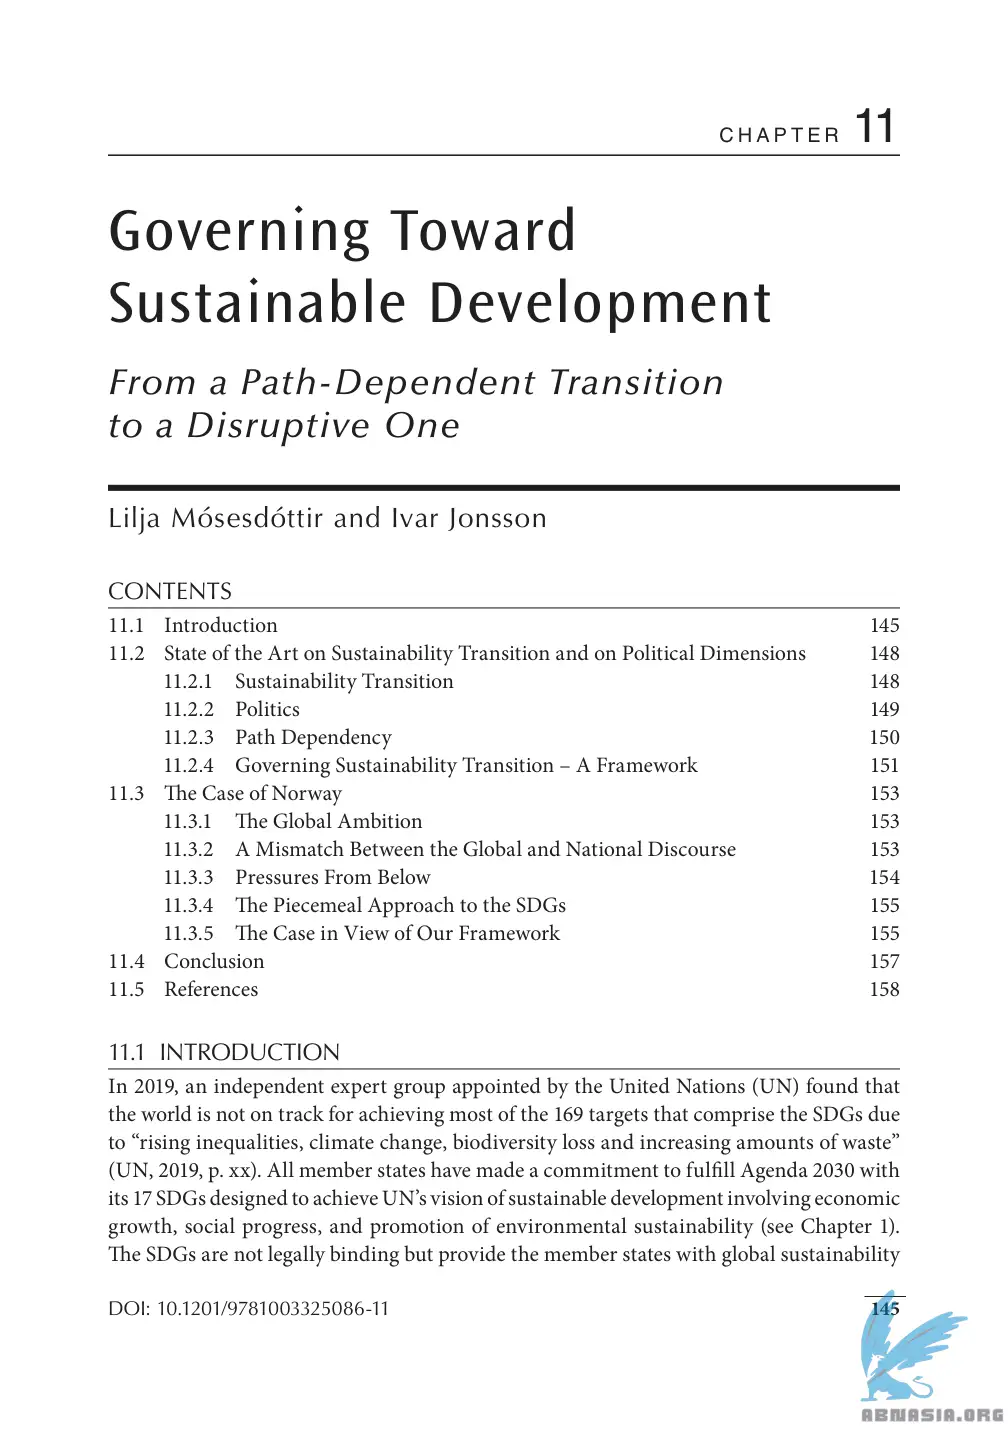 CHAPTER 11
Governing Toward
Sustainable Development
From a Path-Dependent Transition
to a Disruptive One
Lilja Mósesdóttir and Ivar Jonsson
CONTENTS
11.1 Introduction 145
11.2 State of the Art on Sustainability Transition and on Political Dimensions 148
11.2.1 Sustainability Transition 148
11.2.2 Politics 149
11.2.3 Path Dependency 150
11.2.4 Governing Sustainability Transition – A Framework 151
11.3 The Case of Norway 153
11.3.1 The Global Ambition 153
11.3.2 A Mismatch Between the Global and National Discourse 153
11.3.3 Pressures From Below 154
11.3.4 The Piecemeal Approach to the SDGs 155
11.3.5 The Case in View of Our Framework 155
11.4 Conclusion 157
11.5 References 158
11.1 INTRODUCTION
In 2019, an independent expert group appointed by the United Nations (UN) found that
the world is not on track for achieving most of the 169 targets that comprise the SDGs due
to “rising inequalities, climate change, biodiversity loss and increasing amounts of waste”
(UN, 2019, p. xx). All member states have made a commitment to fulfill Agenda 2030 with
its 17 SDGs designed to achieve UN’s vision of sustainable development involving economic
growth, social progress, and promotion of environmental sustainability (see Chapter 1).
The SDGs are not legally binding but provide the member states with global sustainability
DOI: 10.1201/9781003325086-11 145
ABNASIA.ORG